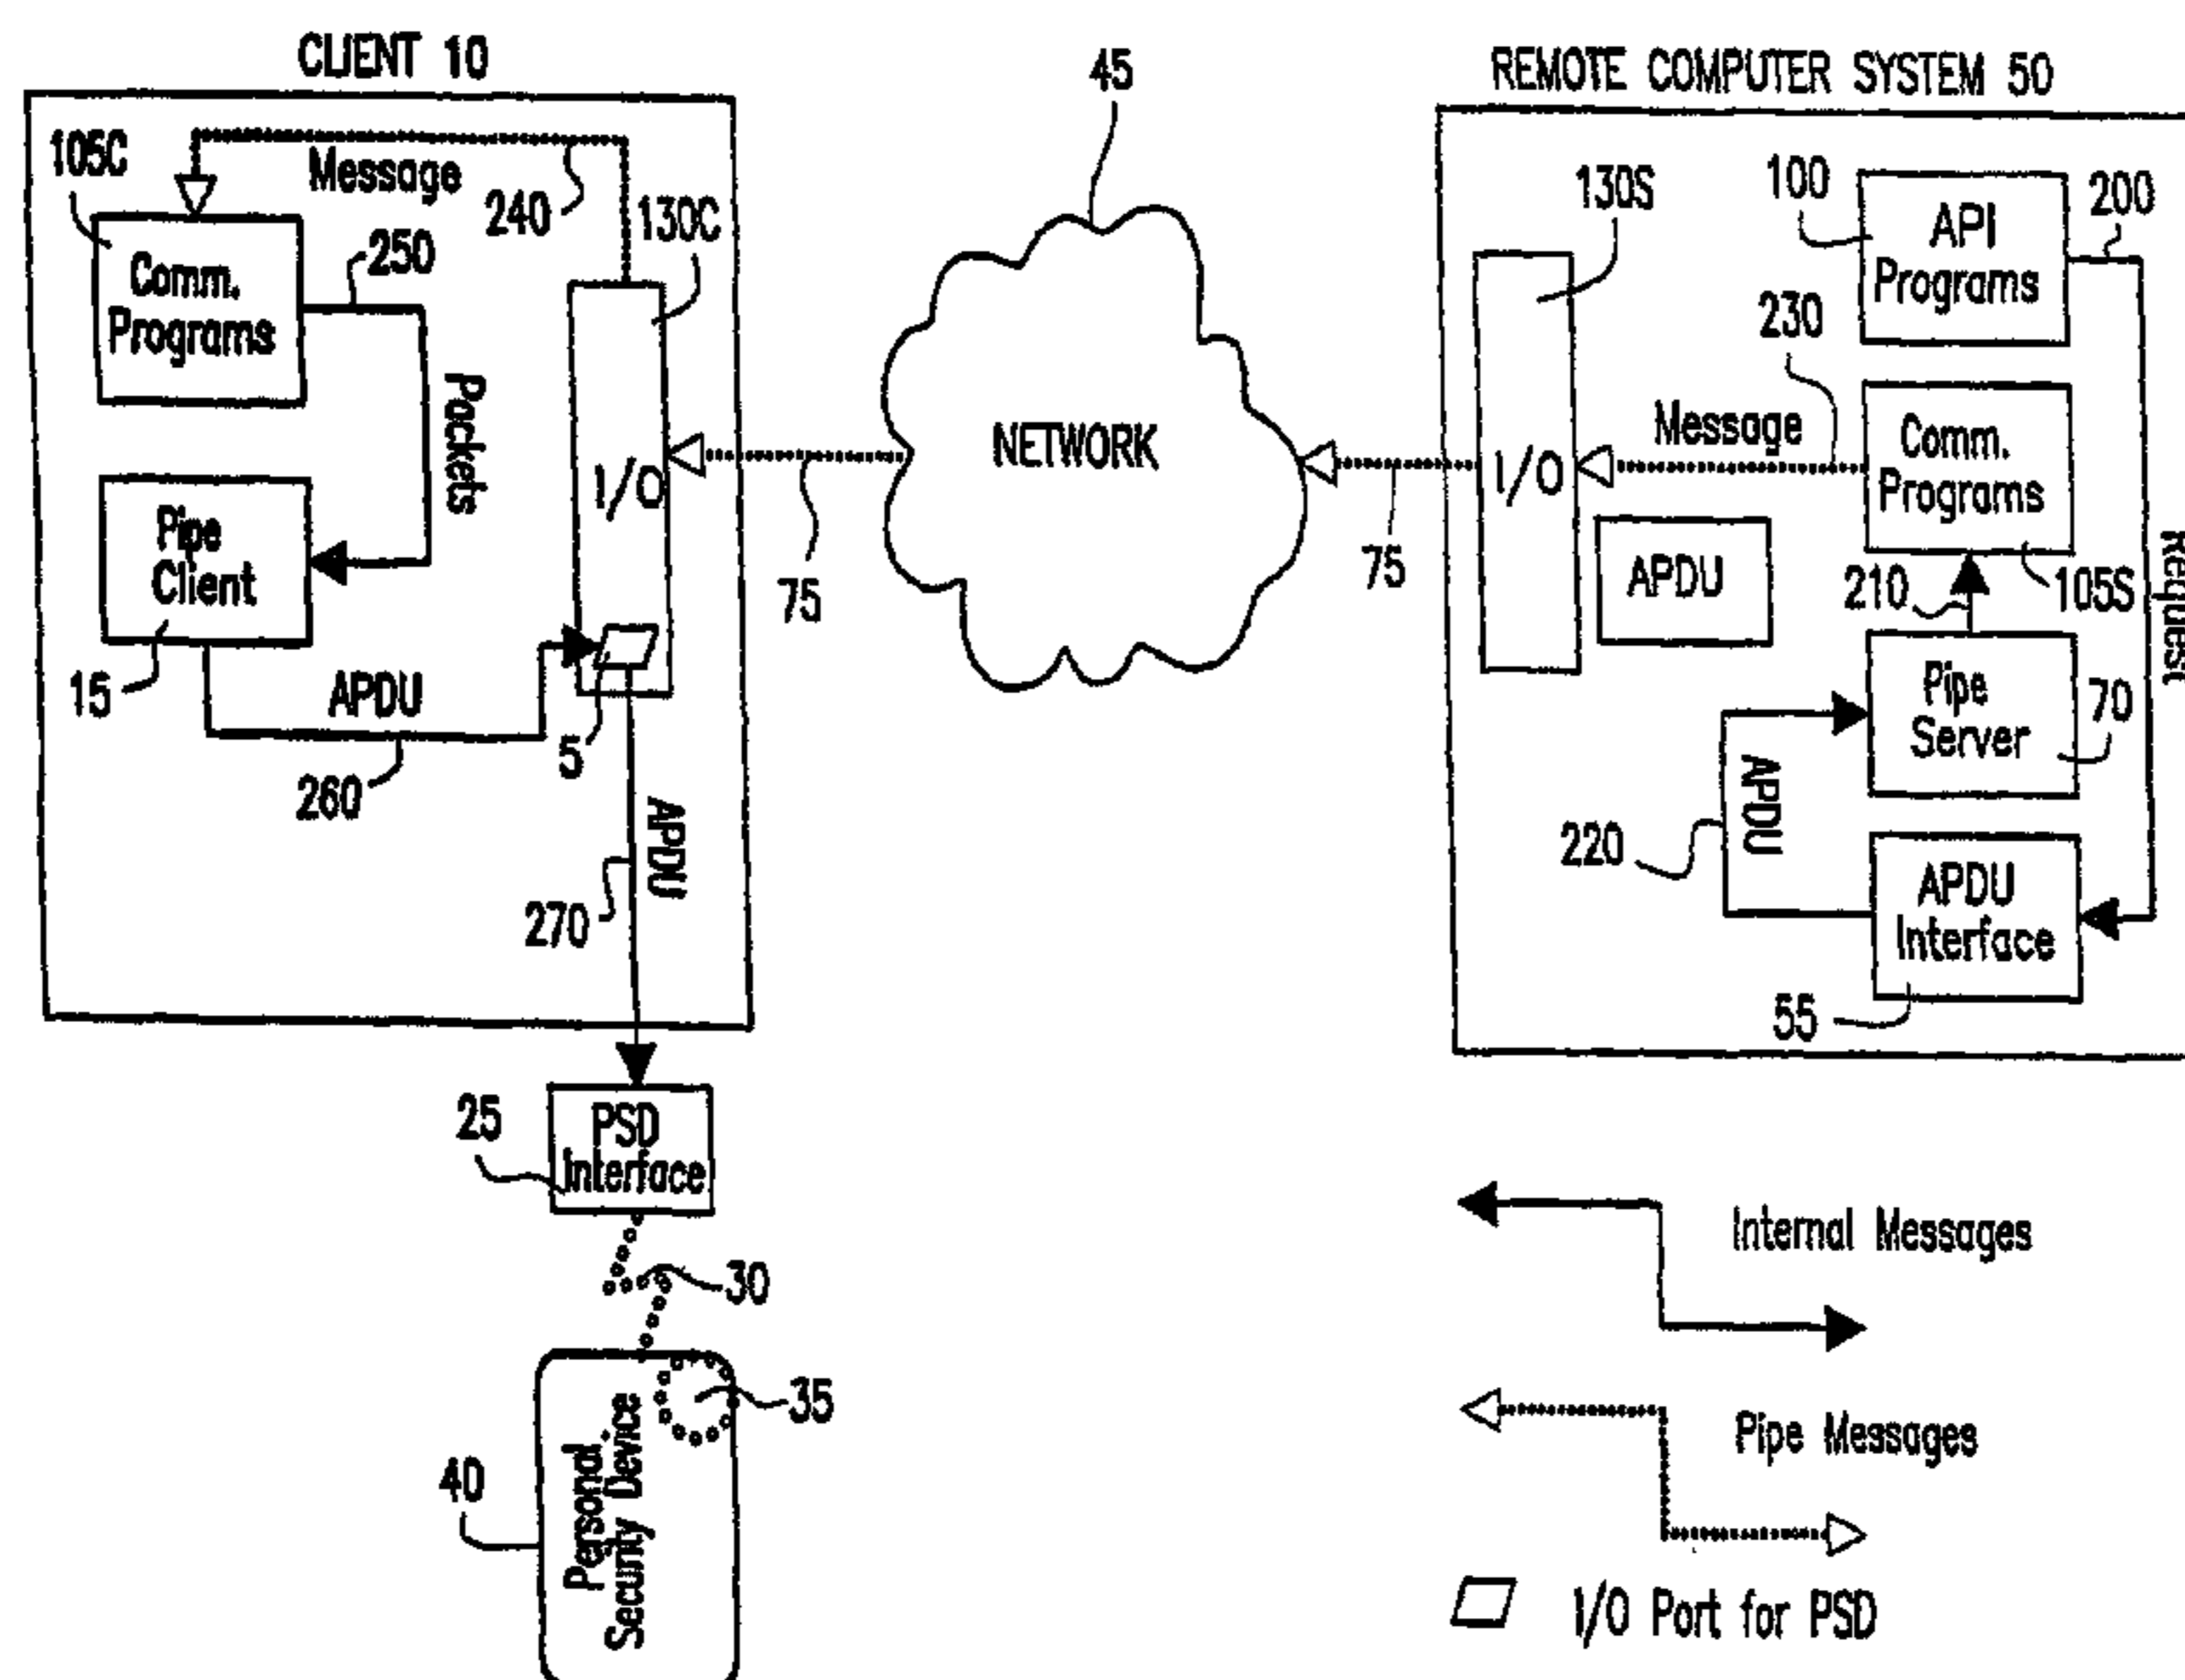 CLIENT 10
105C
Message
240
130C
Comm.
Programs
250
Packets
Pipe
Client
15
APDU
260
I/O
5
APDU
270
75
45
NETWORK
75
REMOTE COMPUTER SYSTEM 50
130S
100
API
Programs
200
230
Message
I/O
Comm.
Programs
APDU
210
105S
Request
Pipe
Server
70
APDU
220
APDU
Interface
55
25
PSD
Interface
30
35
40
Personal
Security Device
Internal Messages
Pipe Messages
I/O Port for PSD